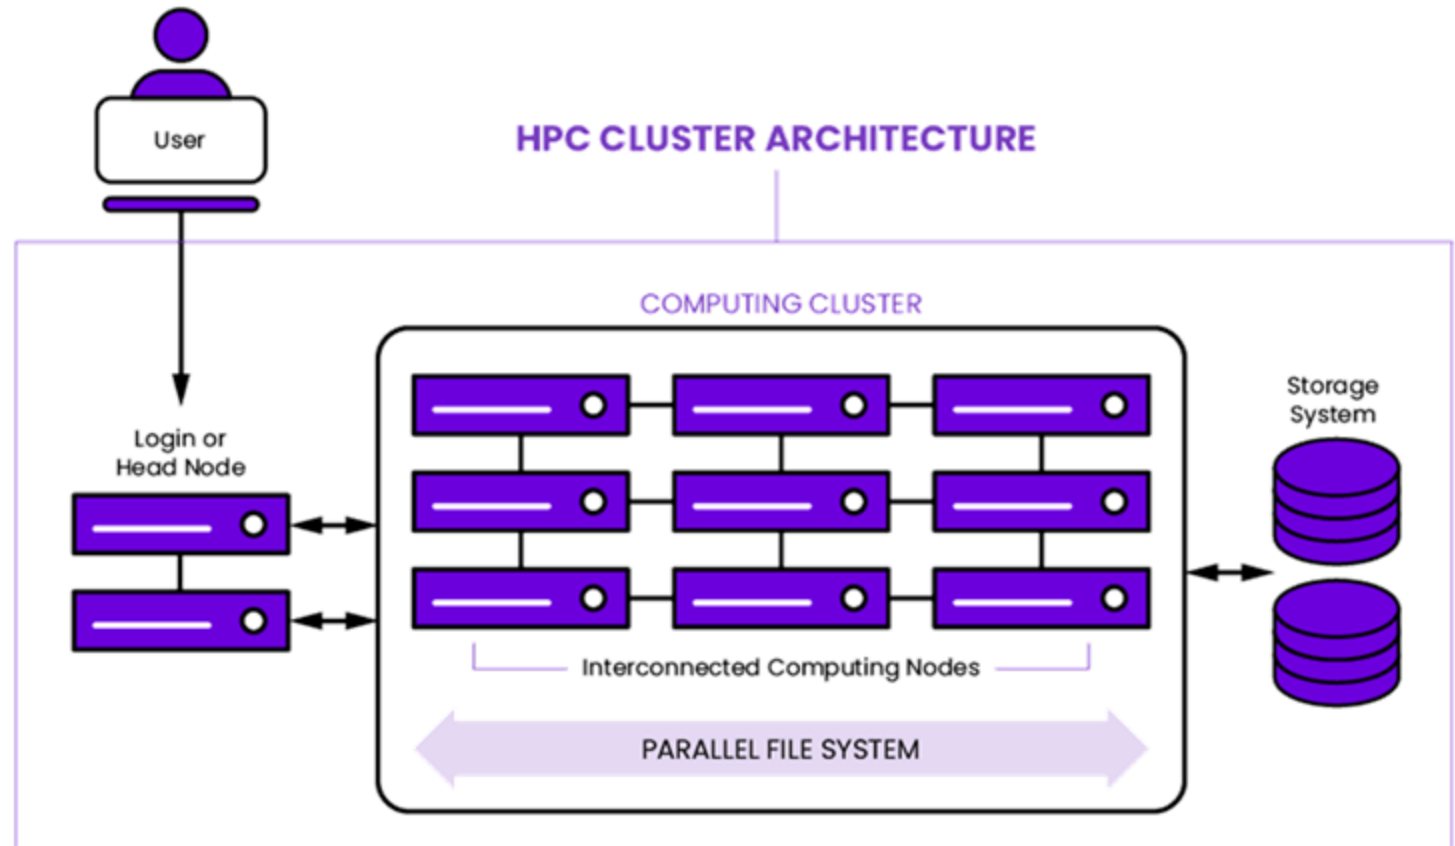 User
HPC CLUSTER ARCHITECTURE
COMPUTING CLUSTER
Login or
Head Node
Storage
System
Interconnected Computing Nodes
PARALLEL FILE SYSTEM